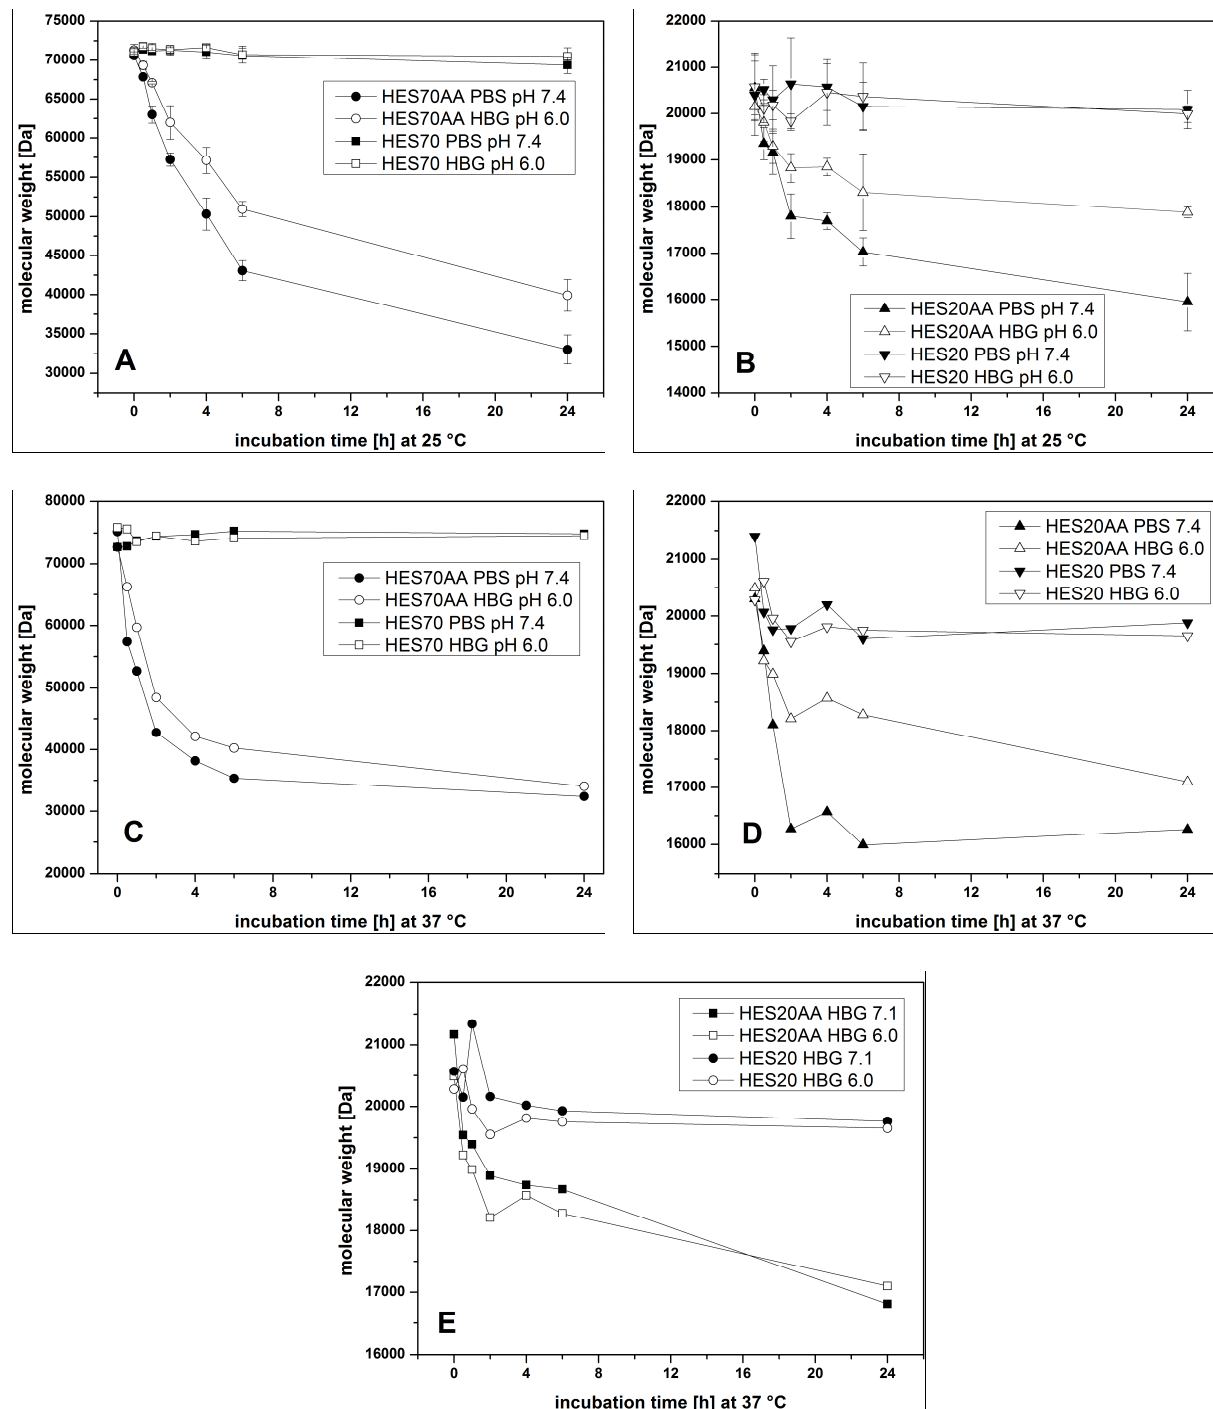 75000
70000
65000
60000
55000
50000
45000
40000
35000
30000
molecular weight [Da]
HES70AA PBS pH 7.4
HES70AA HBG pH 6.0
HES70 PBS pH 7.4
HES70 HBG pH 6.0
A
0 4 8 12 16 20 24
incubation time [h] at 25 °C
22000
21000
20000
19000
18000
17000
16000
15000
14000
molecular weight [Da]
HES20AA PBS pH 7.4
HES20AA HBG pH 6.0
HES20 PBS pH 7.4
HES20 HBG pH 6.0
B
0 4 8 12 16 20 24
incubation time [h] at 25 °C
80000
70000
60000
50000
40000
30000
20000
molecular weight [Da]
HES70AA PBS pH 7.4
HES70AA HBG pH 6.0
HES70 PBS pH 7.4
HES70 HBG pH 6.0
C
0 4 8 12 16 20 24
incubation time [h] at 37 °C
22000
21000
20000
19000
18000
17000
16000
molecular weight [Da]
HES20AA PBS 7.4
HES20AA HBG 6.0
HES20 PBS 7.4
HES20 HBG 6.0
D
0 4 8 12 16 20 24
incubation time [h] at 37 °C
22000
21000
20000
19000
18000
17000
16000
molecular weight [Da]
HES20AA HBG 7.1
HES20AA HBG 6.0
HES20 HBG 7.1
HES20 HBG 6.0
E
0 4 8 12 16 20 24
incubation time [h] at 37 °C